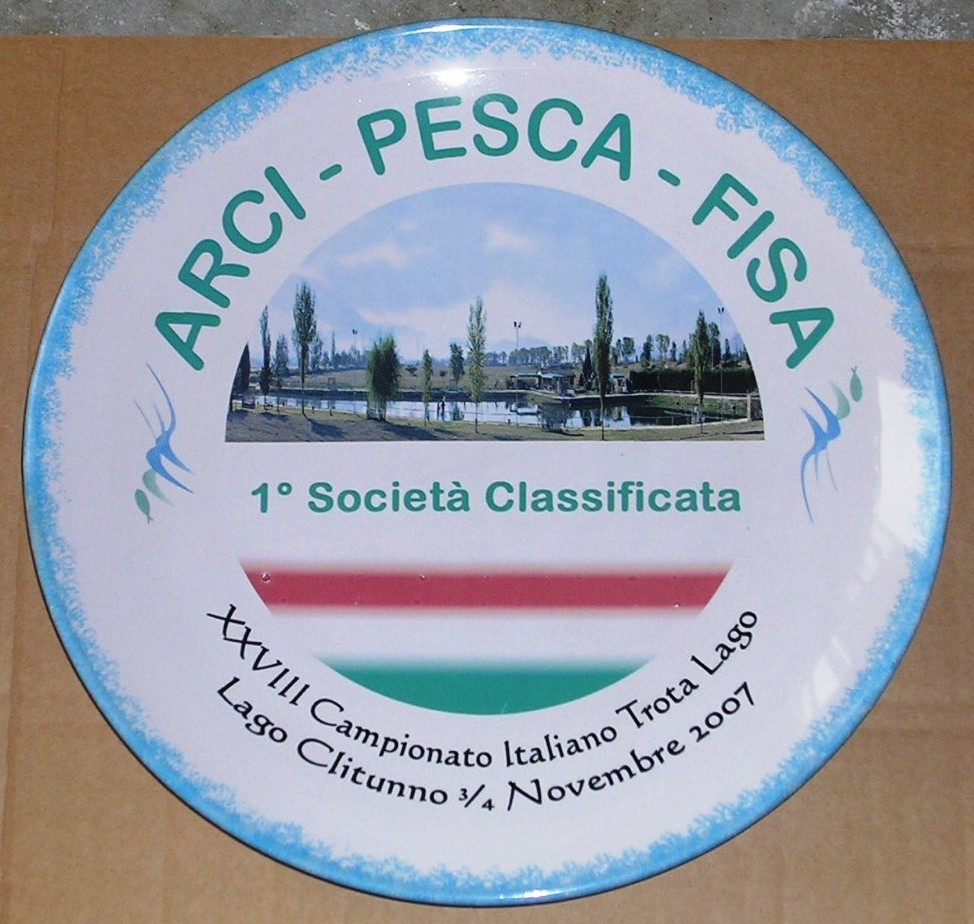 ARCI - PESCA - FISA
1° Società Classificata
XXVIII Campionato Italiano Trota Lago
Lago Clitunno ³/₄ Novembre 2007